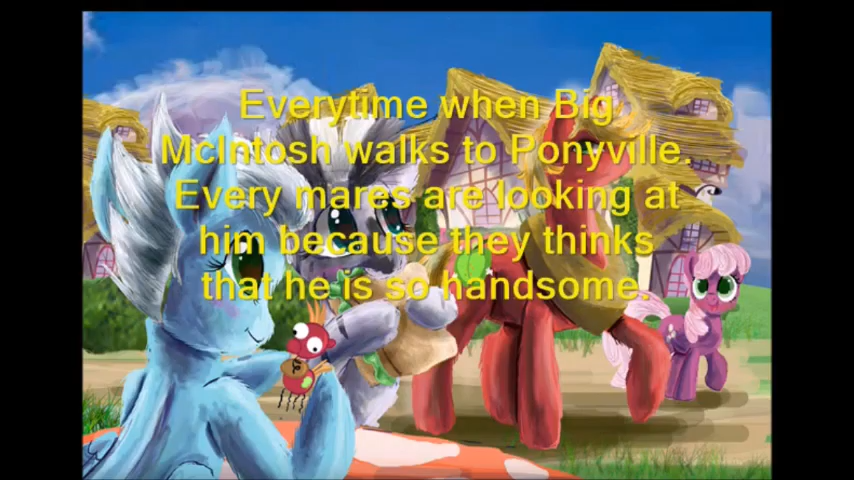 Everytime when Big
McIntosh walks to Ponyville.
Every mares are looking at
him because they thinks
that he is so handsome.